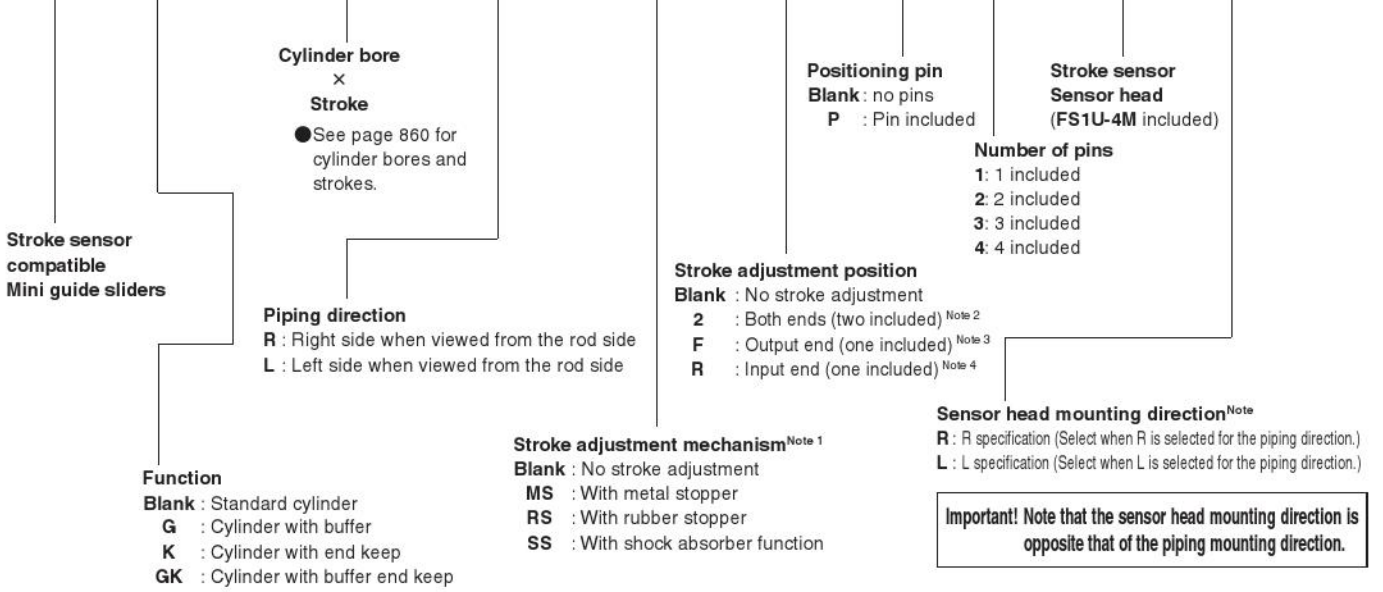 Cylinder bore
×
Stroke
●See page 860 for
cylinder bores and
strokes.
Positioning pin
Blank : no pins
P : Pin included
Stroke sensor
Sensor head
(FS1U-4M included)
Number of pins
1: 1 included
2: 2 included
3: 3 included
4: 4 included
Stroke sensor
compatible
Mini guide sliders
Piping direction
R : Right side when viewed from the rod side
L : Left side when viewed from the rod side
Stroke adjustment position
Blank : No stroke adjustment
2 : Both ends (two included) Note 2
F : Output end (one included) Note 3
R : Input end (one included) Note 4
Sensor head mounting direction Note
R : R specification (Select when R is selected for the piping direction.)
L : L specification (Select when L is selected for the piping direction.)
Important! Note that the sensor head mounting direction is
opposite that of the piping mounting direction.
Stroke adjustment mechanism Note 1
Blank : No stroke adjustment
MS : With metal stopper
RS : With rubber stopper
SS : With shock absorber function
Function
Blank : Standard cylinder
G : Cylinder with buffer
K : Cylinder with end keep
GK : Cylinder with buffer end keep